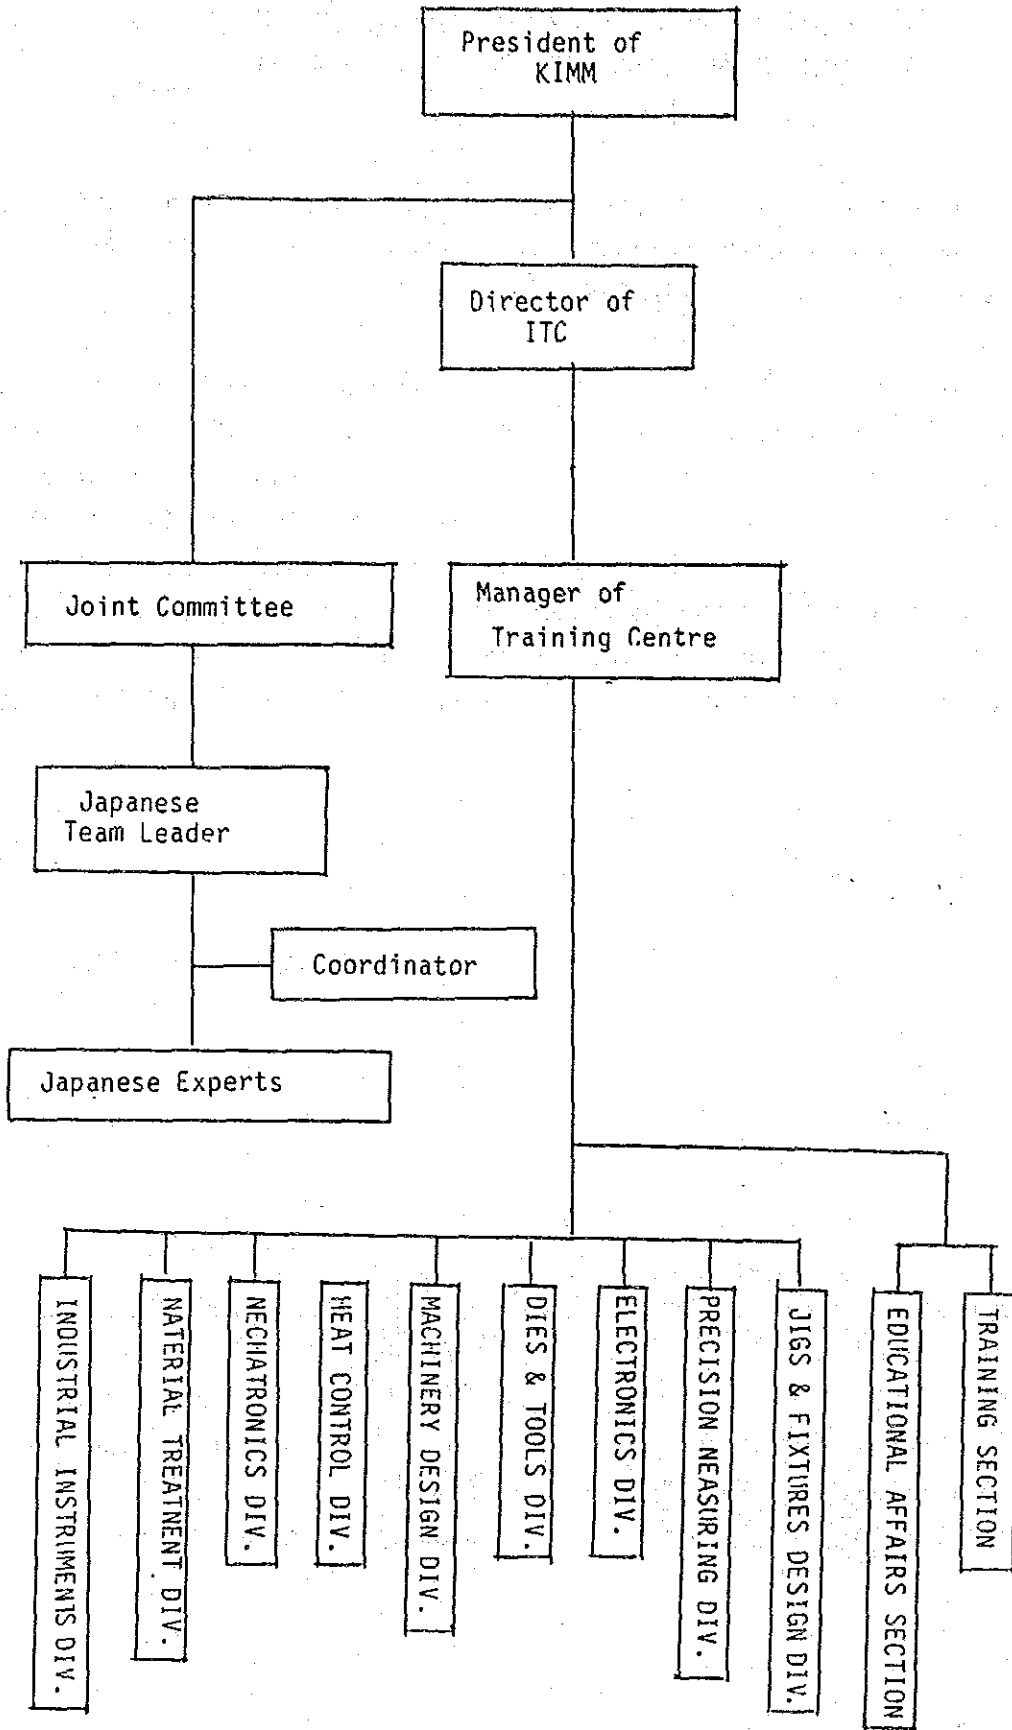 President of
KIMM
Director of
ITC
Joint Committee
Manager of
Training Centre
Japanese
Team Leader
Coordinator
Japanese Experts
INDUSTRIAL INSTRUMENTS DIV.
NATERIAL TREATNENT DIV.
NECHATRONICS DIV.
HEAT CONTROL DIV.
MACHINERY DESIGN DIV.
DIES & TOOLS DIV.
ELECTRONICS DIV.
PRECISION NEASURING DIV.
JIGS & FIXTURES DESIGN DIV.
EDUCATIONAL AFFAIRS SECTION
TRAINING SECTION